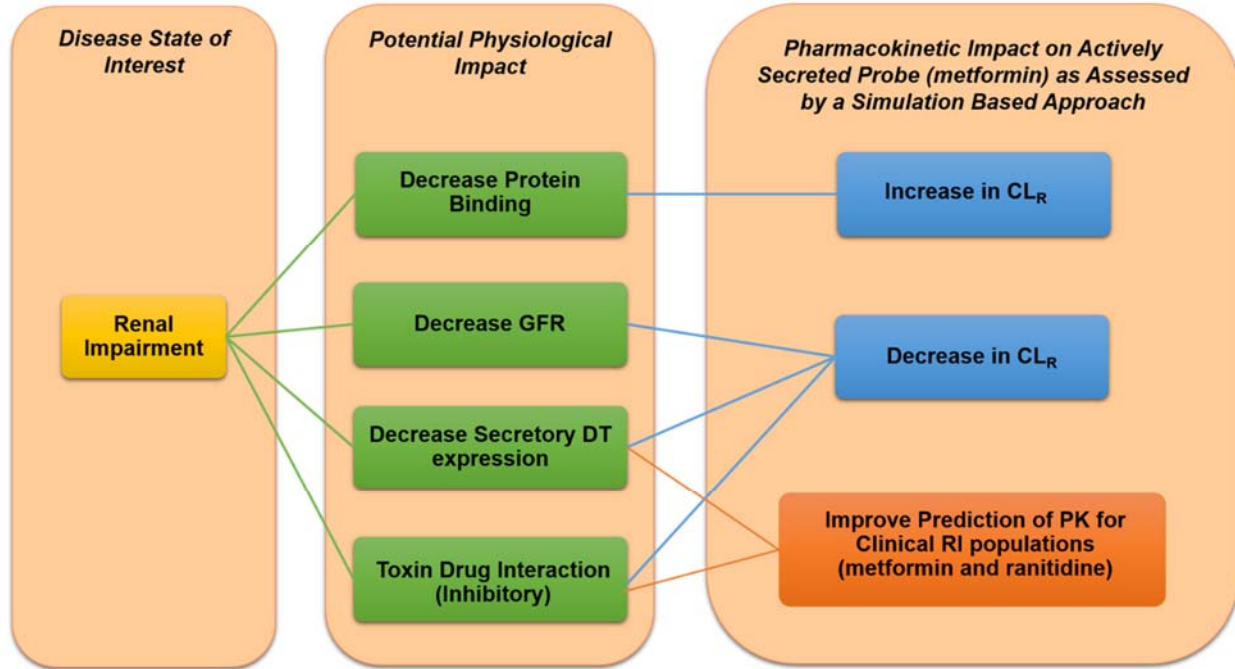 Disease State of
Interest
Potential Physiological
Impact
Pharmacokinetic Impact on Actively
Secreted Probe (metformin) as Assessed
by a Simulation Based Approach
Renal
Impairment
Decrease Protein
Binding
Decrease GFR
Decrease Secretory DT
expression
Toxin Drug Interaction
(Inhibitory)
Increase in CLR
Decrease in CLR
Improve Prediction of PK for
Clinical RI populations
(metformin and ranitidine)